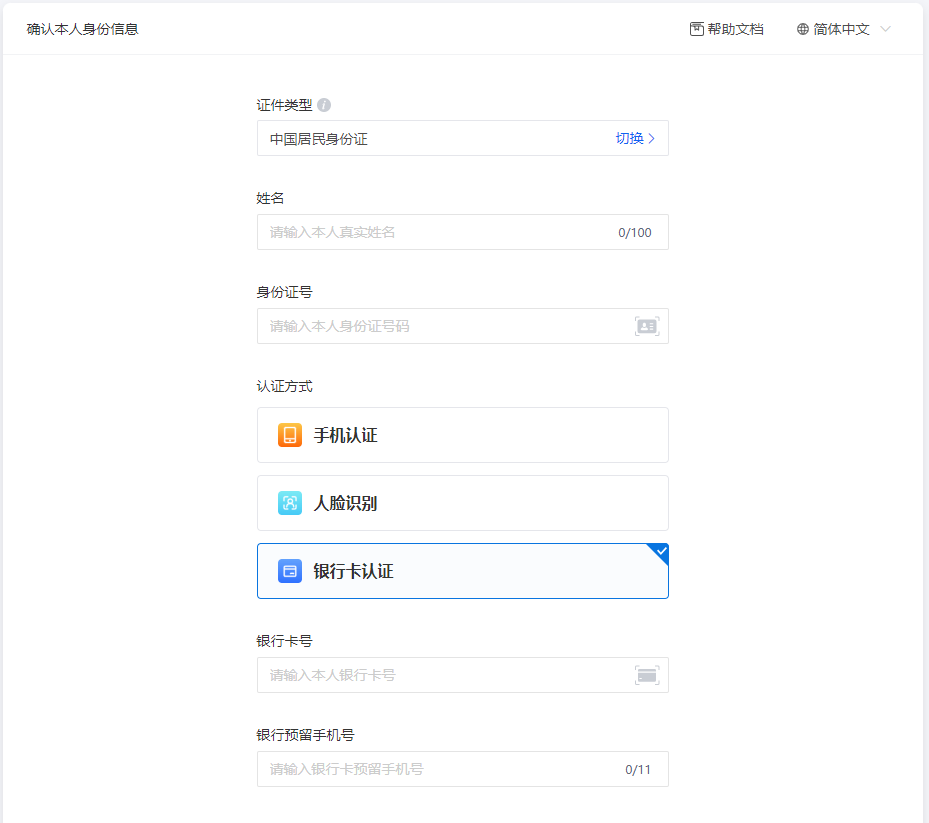 确认本人身份信息 帮助文档 简体中文
证件类型
中国居民身份证 切换
姓名
请输入本人真实姓名 0/100
身份证号
请输入本人身份证号码
认证方式
手机认证
人脸识别
银行卡认证
银行卡号
请输入本人银行卡号
银行预留手机号
请输入银行卡预留手机号 0/11